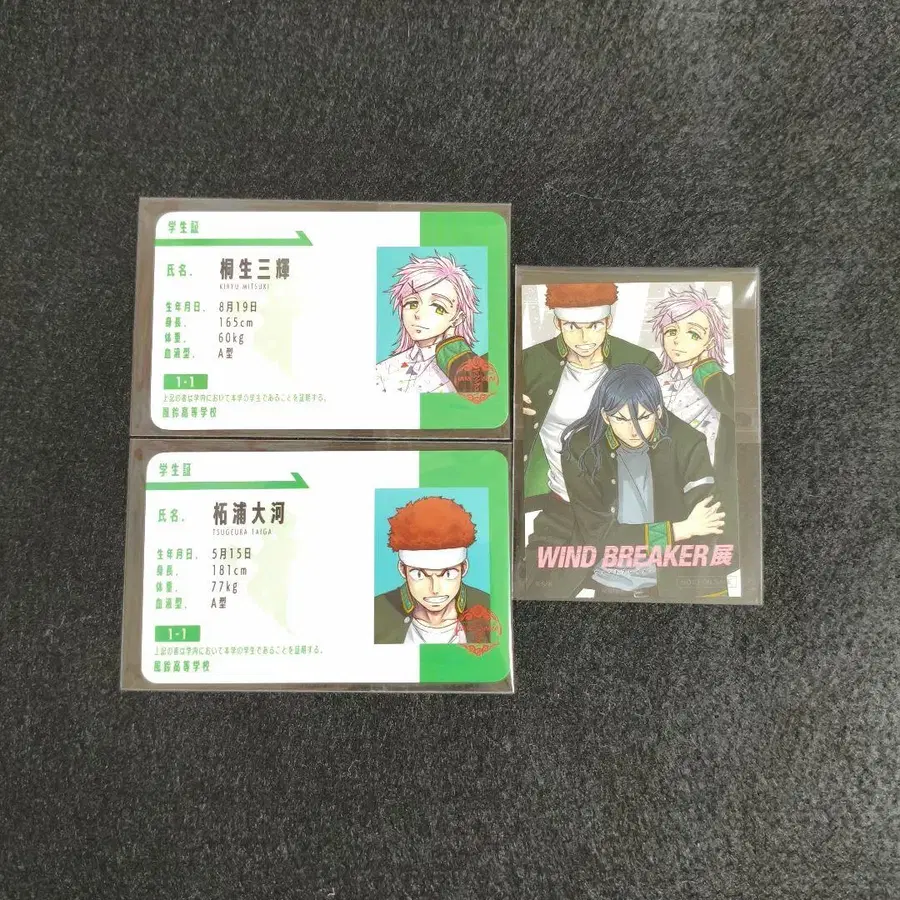 学生証
氏名. 桐生三輝
KIRYU MITSUKI
生年月日. 8月19日
身長. 165cm
体重. 60kg
血液型. A型
1-1
上記の者は学内において本学の学生であることを証明する。
風鈴高等学校
学生証
氏名. 柘浦大河
TSUGEURA TAIGA
生年月日. 5月15日
身長. 181cm
体重. 77kg
血液型. A型
1-1
上記の者は学内において本学の学生であることを証明する。
風鈴高等学校
WIND BREAKER展